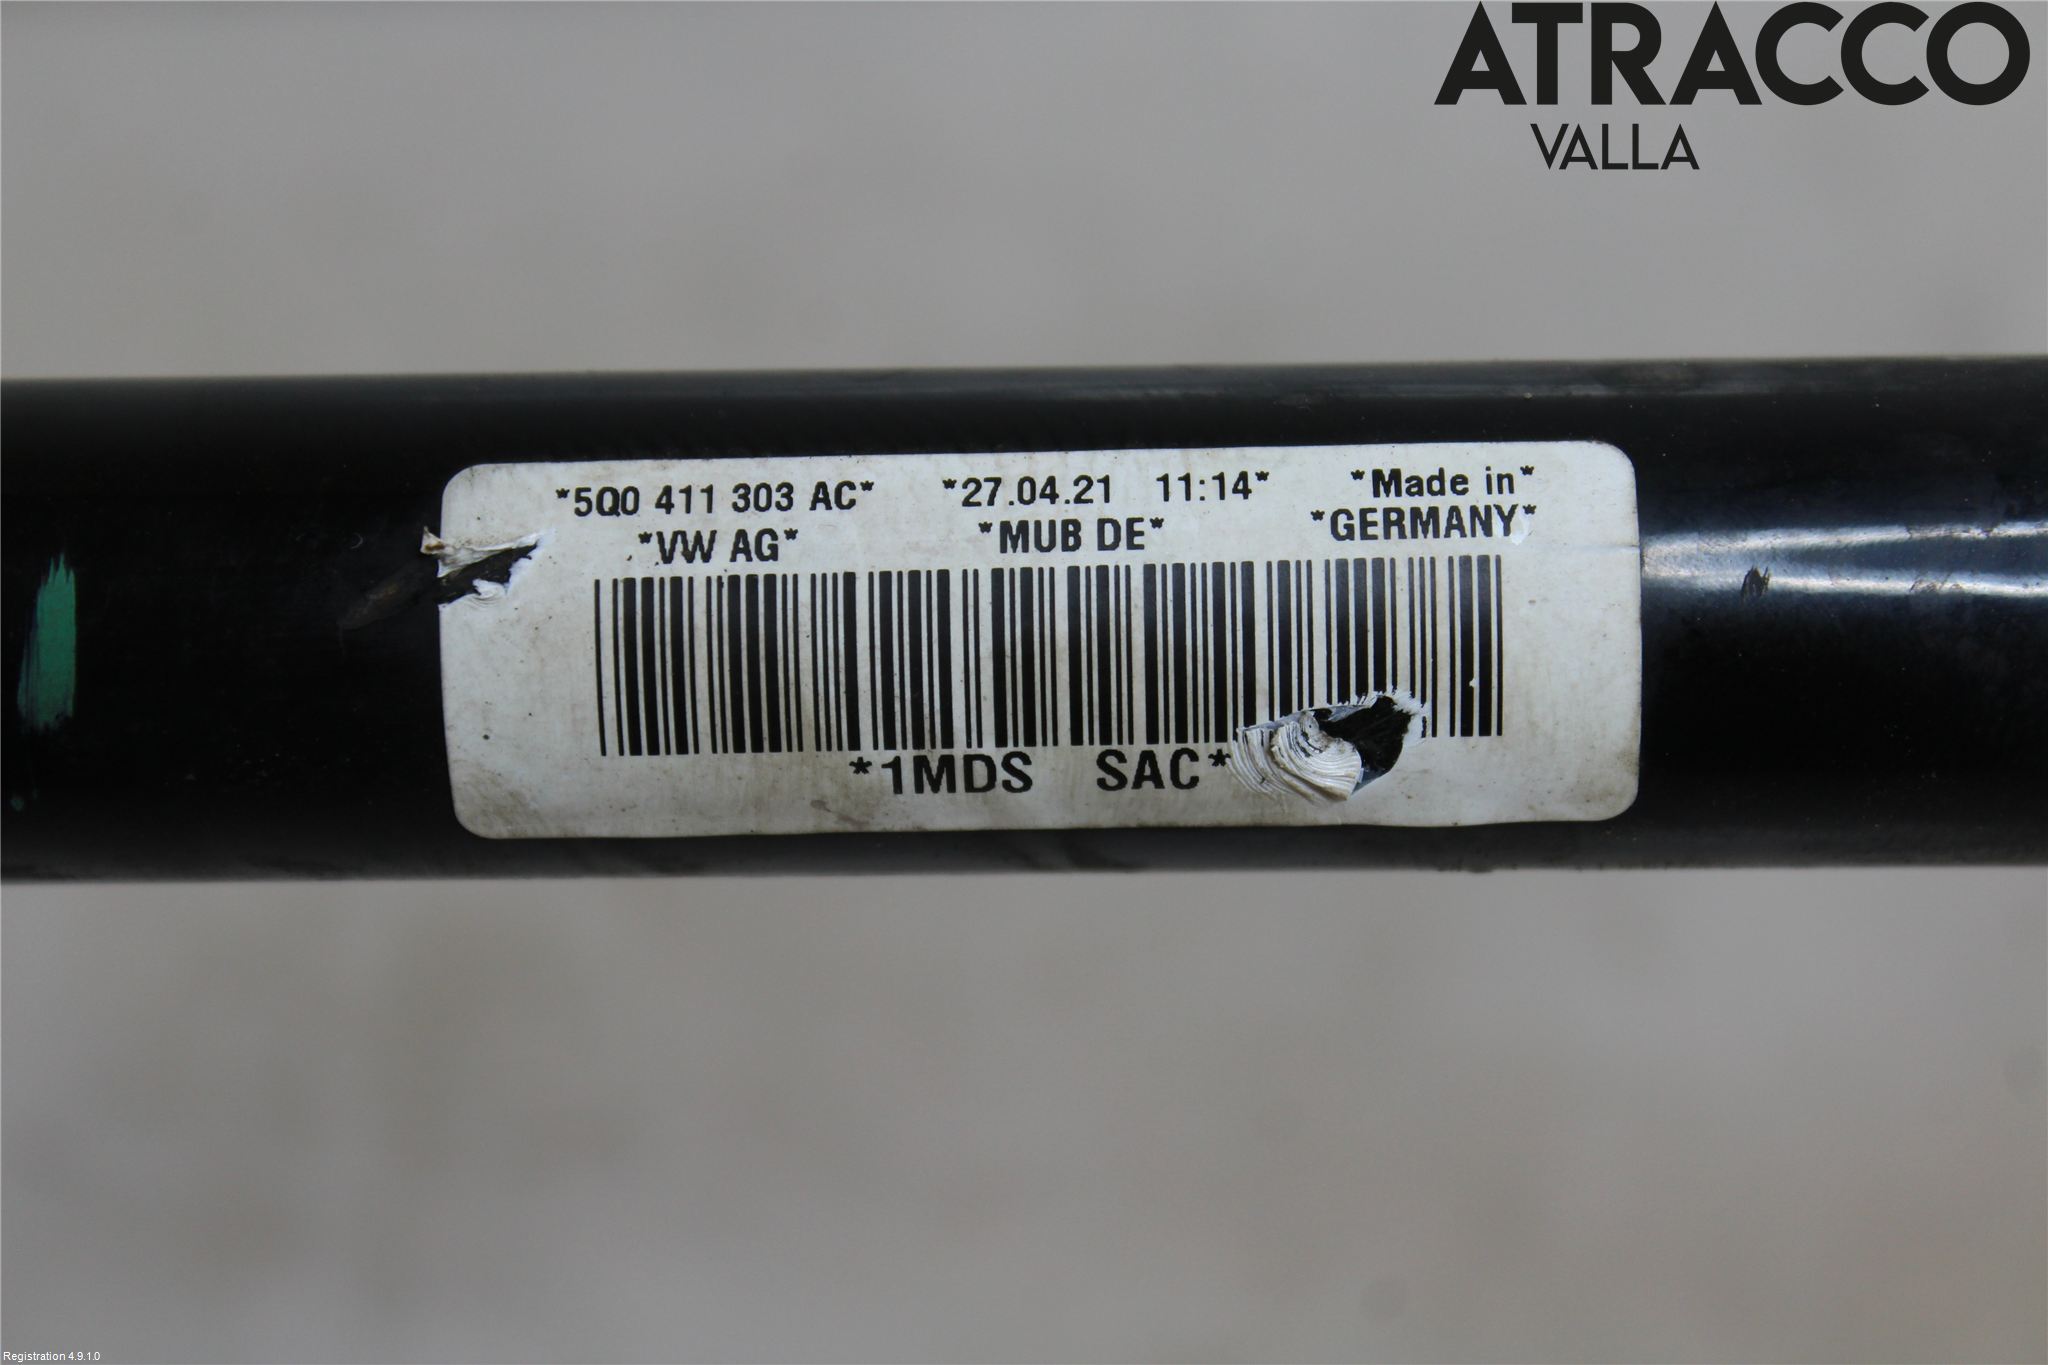 ATRACCO
VALLA
*5Q0 411 303 AC* *27.04.21 11:14* *Made in*
*VW AG* *MUB DE* *GERMANY*
*1MDS SAC*
Registration 4.9.1.0